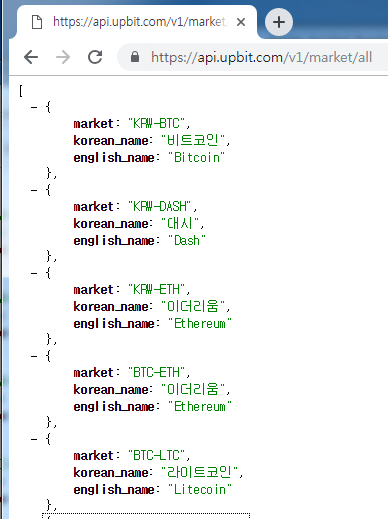 https://api.upbit.com/v1/market,
https://api.upbit.com/v1/market/all
[
- {
market: "KRW-BTC",
korean_name: "비트코인",
english_name: "Bitcoin"
},
- {
market: "KRW-DASH",
korean_name: "대시",
english_name: "Dash"
},
- {
market: "KRW-ETH",
korean_name: "이더리움",
english_name: "Ethereum"
},
- {
market: "BTC-ETH",
korean_name: "이더리움",
english_name: "Ethereum"
},
- {
market: "BTC-LTC",
korean_name: "라이트코인",
english_name: "Litecoin"
},